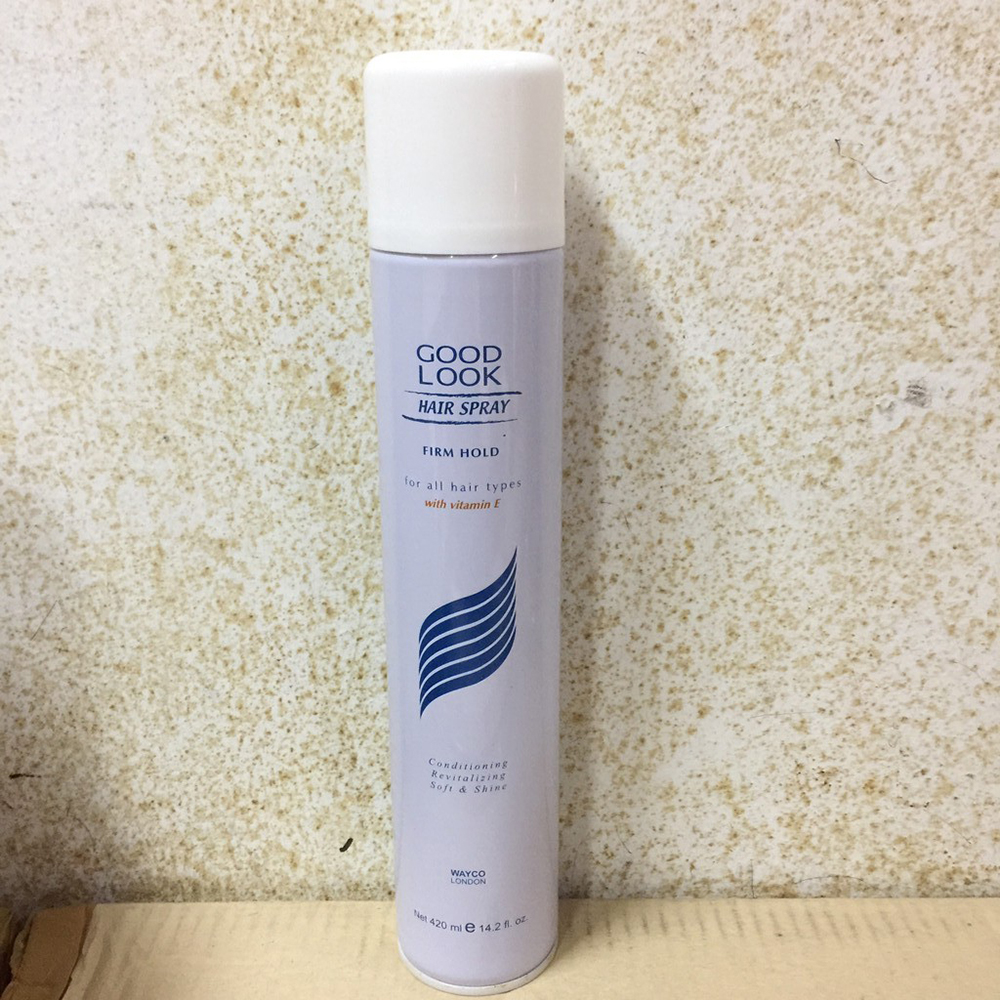 GOOD
LOOK
HAIR SPRAY
FIRM HOLD
for all hair types
with vitamin E
Conditioning
Revitalizing
Soft & Shine
WAYCO
LONDON
Net 420 ml e 14.2 fl. oz.